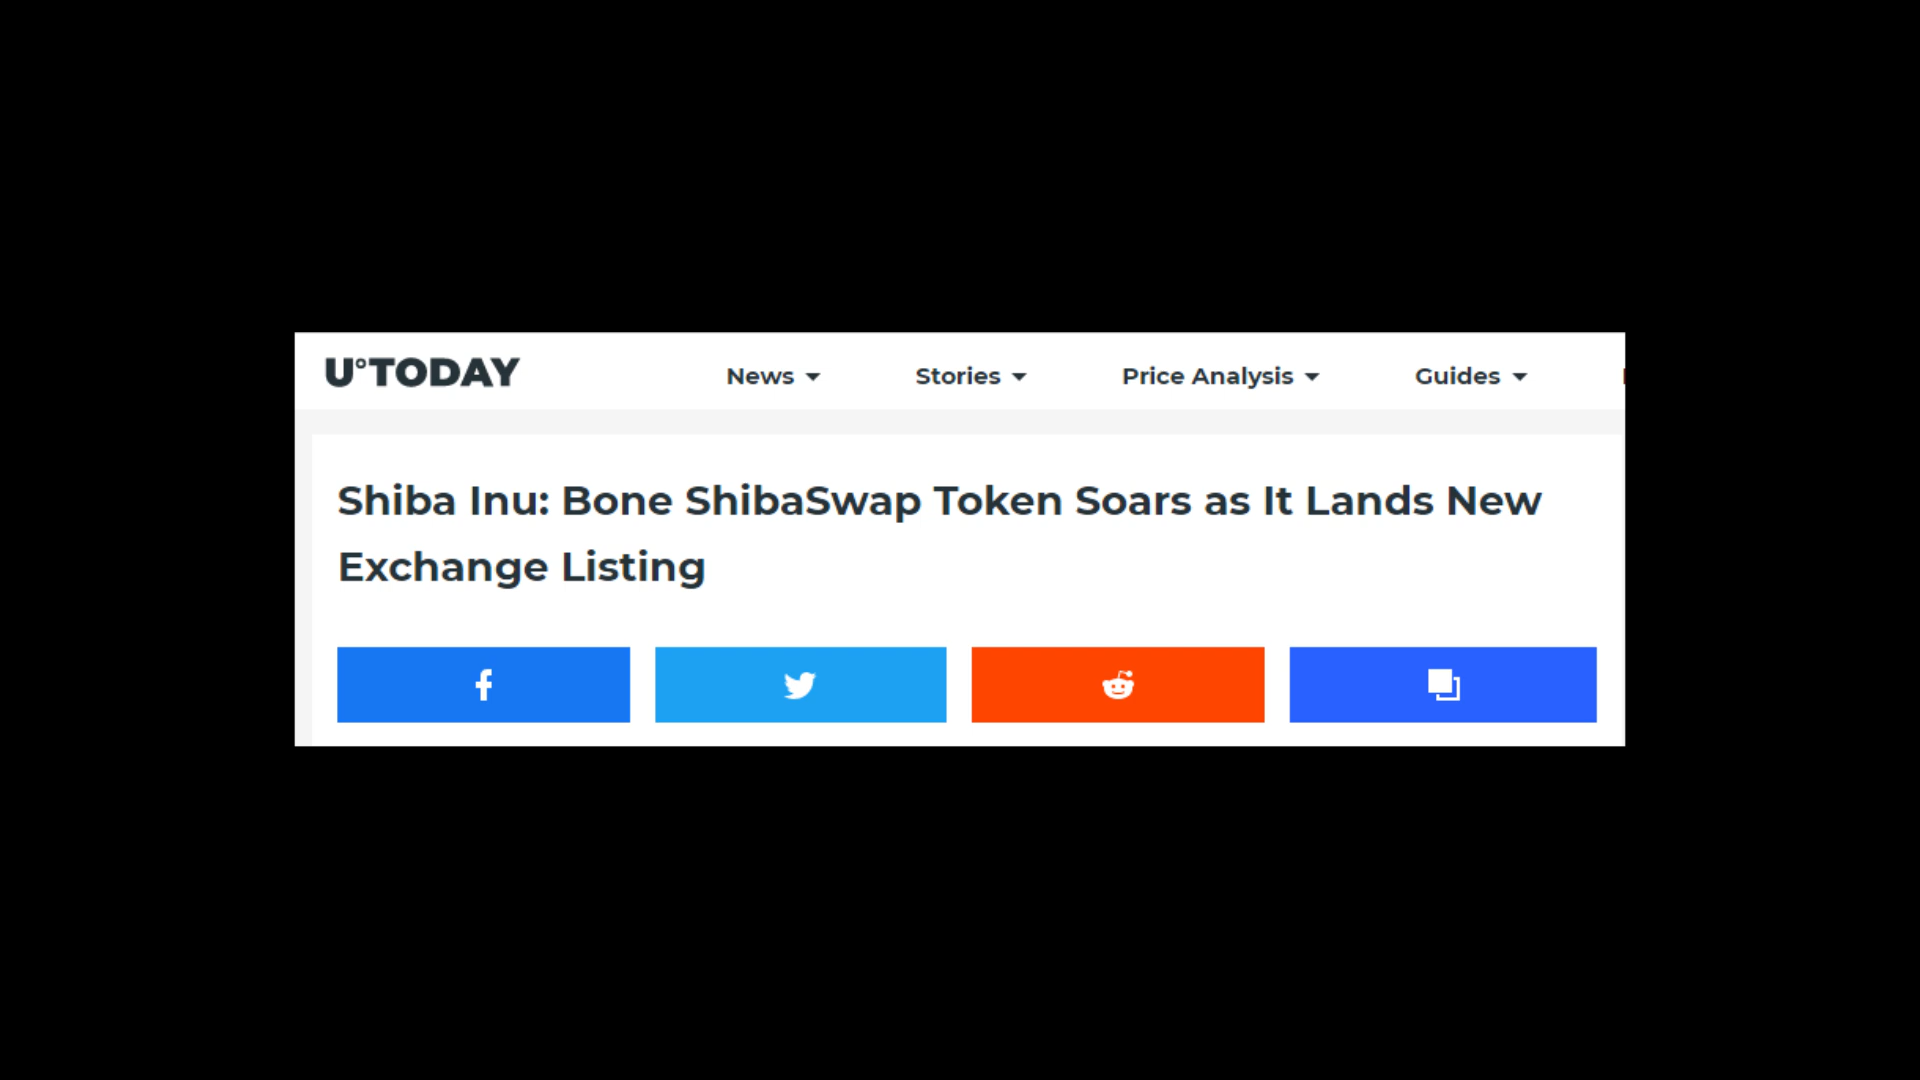 U°TODAY News Stories Price Analysis Guides
Shiba Inu: Bone ShibaSwap Token Soars as It Lands New
Exchange Listing